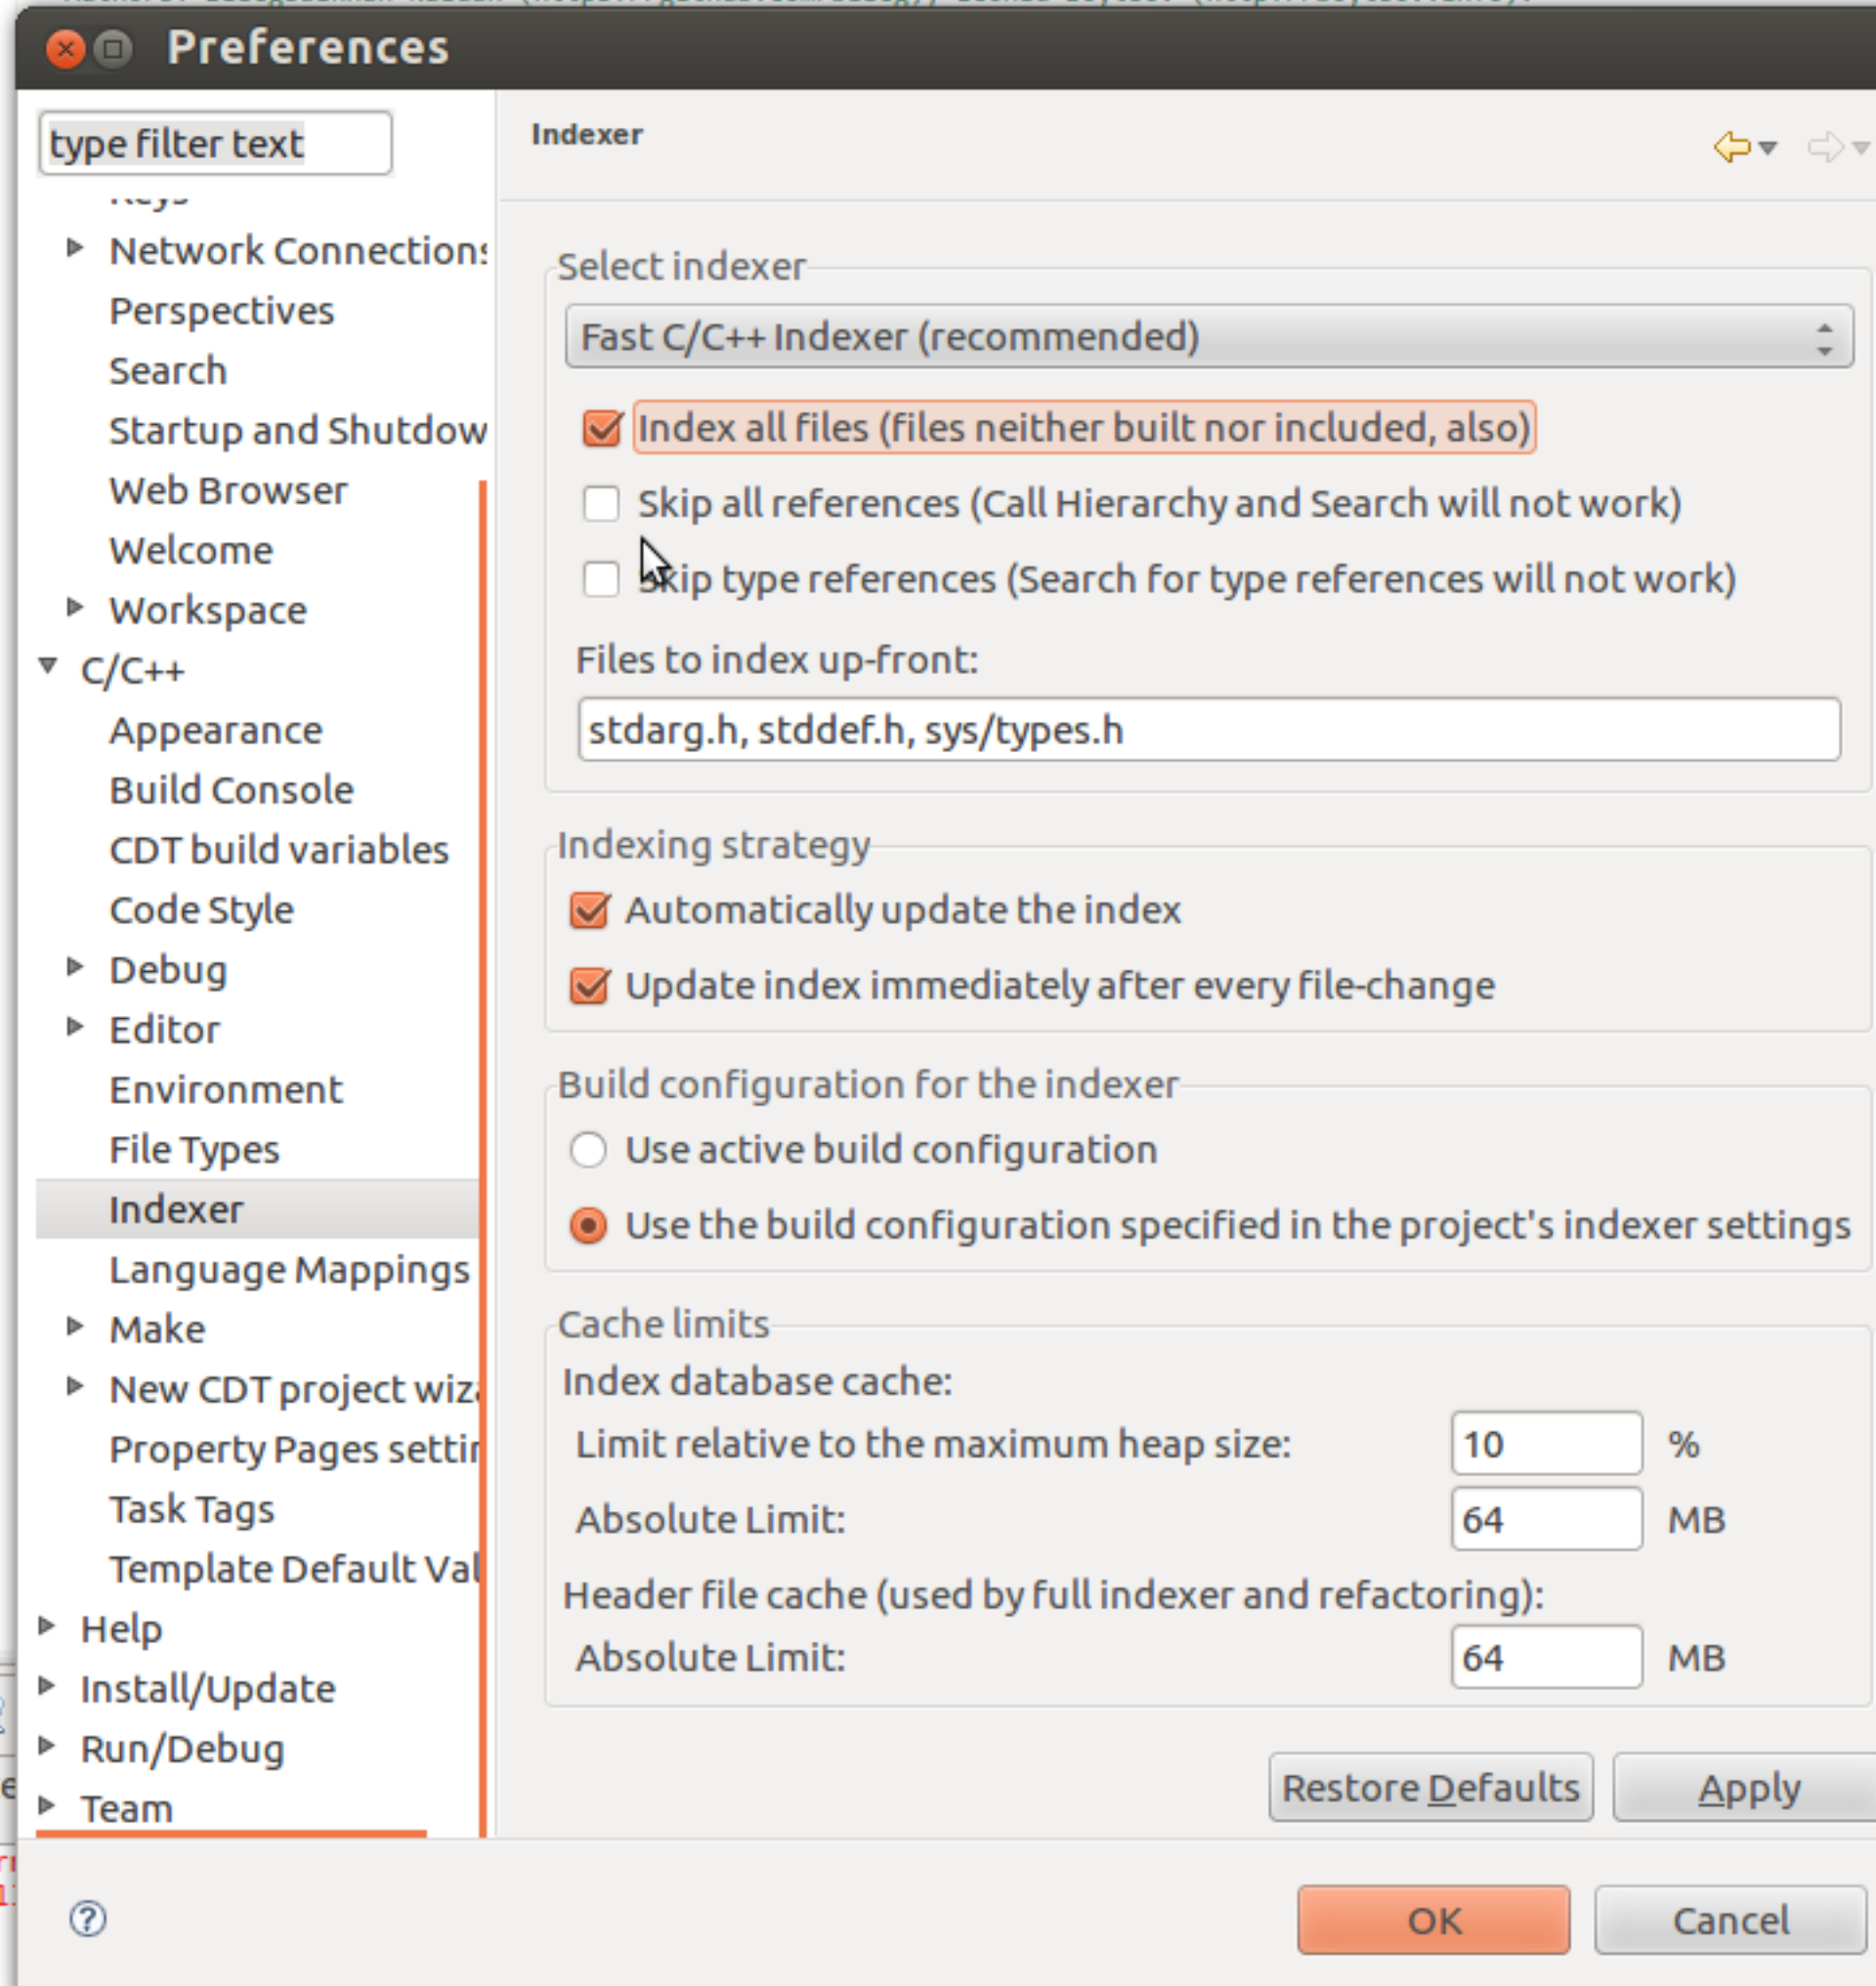 Preferences
type filter text
Keys
Network Connections
Perspectives
Search
Startup and Shutdow
Web Browser
Welcome
Workspace
C/C++
Appearance
Build Console
CDT build variables
Code Style
Debug
Editor
Environment
File Types
Indexer
Language Mappings
Make
New CDT project wiz
Property Pages settin
Task Tags
Template Default Val
Help
Install/Update
Run/Debug
Team
Indexer
Select indexer
Fast C/C++ Indexer (recommended)
Index all files (files neither built nor included, also)
Skip all references (Call Hierarchy and Search will not work)
Skip type references (Search for type references will not work)
Files to index up-front:
stdarg.h, stddef.h, sys/types.h
Indexing strategy
Automatically update the index
Update index immediately after every file-change
Build configuration for the indexer
Use active build configuration
Use the build configuration specified in the project's indexer settings
Cache limits
Index database cache:
Limit relative to the maximum heap size: 10 %
Absolute Limit: 64 MB
Header file cache (used by full indexer and refactoring):
Absolute Limit: 64 MB
Restore Defaults Apply
OK Cancel